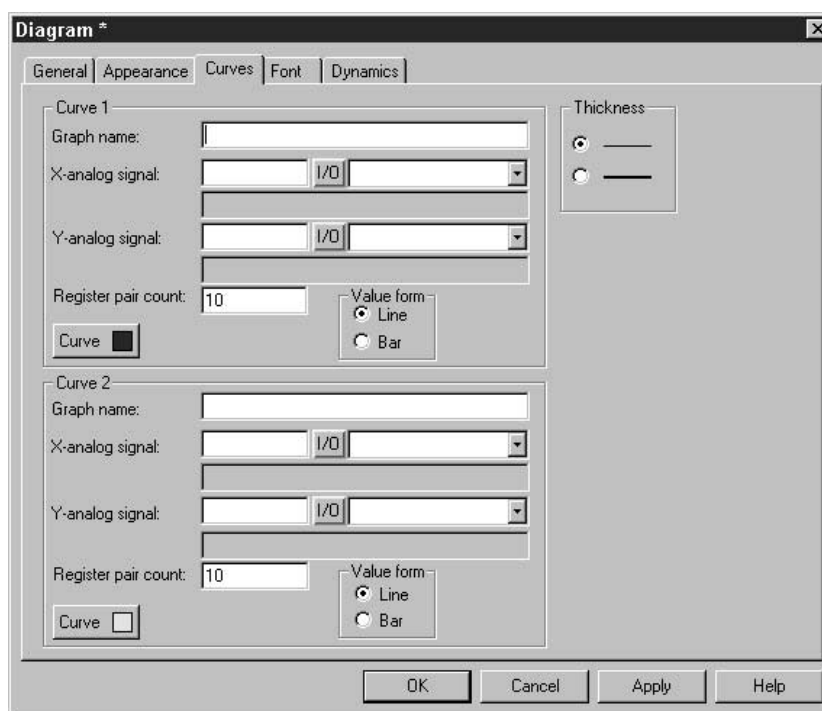 Diagram *
General Appearance Curves Font Dynamics
Curve 1
Graph name:
X-analog signal: I/O
Y-analog signal: I/O
Register pair count: 10
Value form
Line
Bar
Curve
Thickness
Curve 2
Graph name:
X-analog signal: I/O
Y-analog signal: I/O
Register pair count: 10
Value form
Line
Bar
Curve
OK Cancel Apply Help